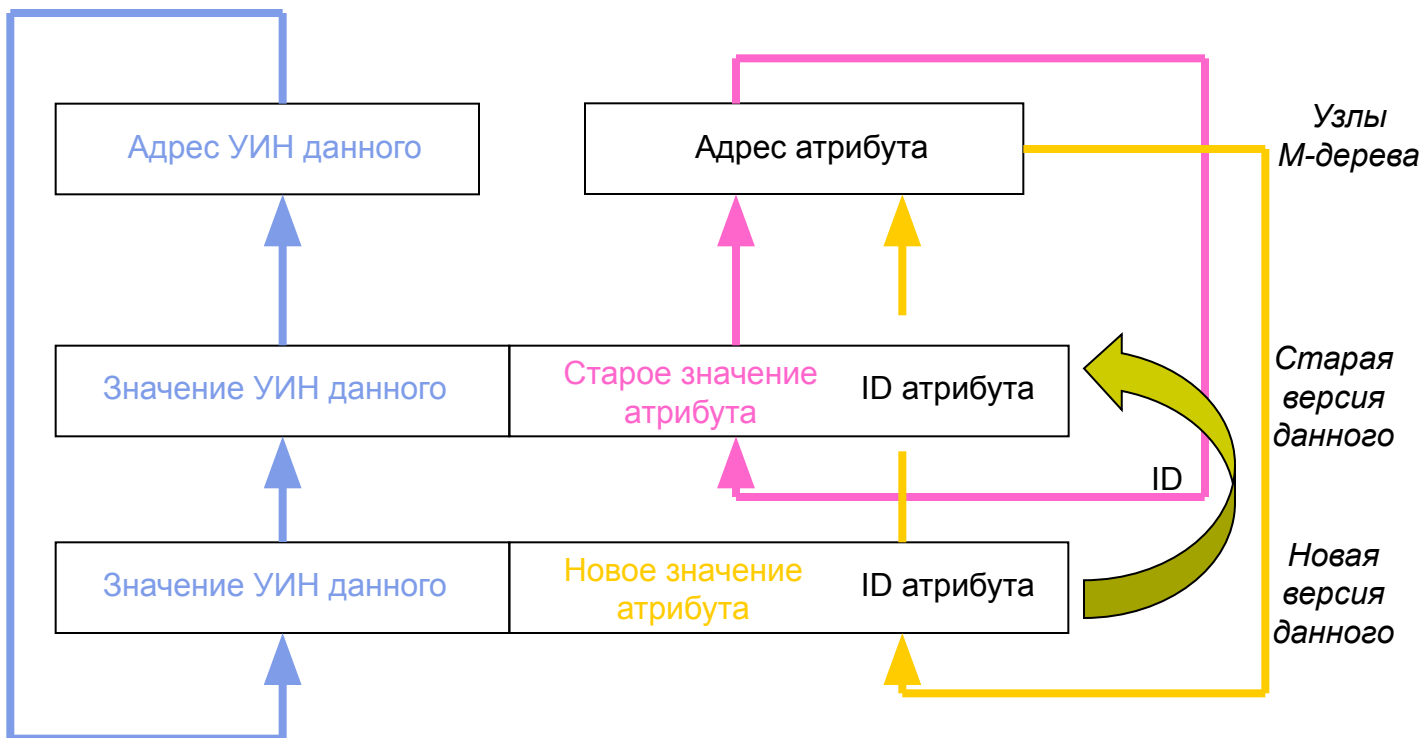 Адрес УИН данного
Адрес атрибута
Узлы
М-дерева
Значение УИН данного
Старое значение
атрибута
ID атрибута
Старая
версия
данного
ID
Значение УИН данного
Новое значение
атрибута
ID атрибута
Новая
версия
данного